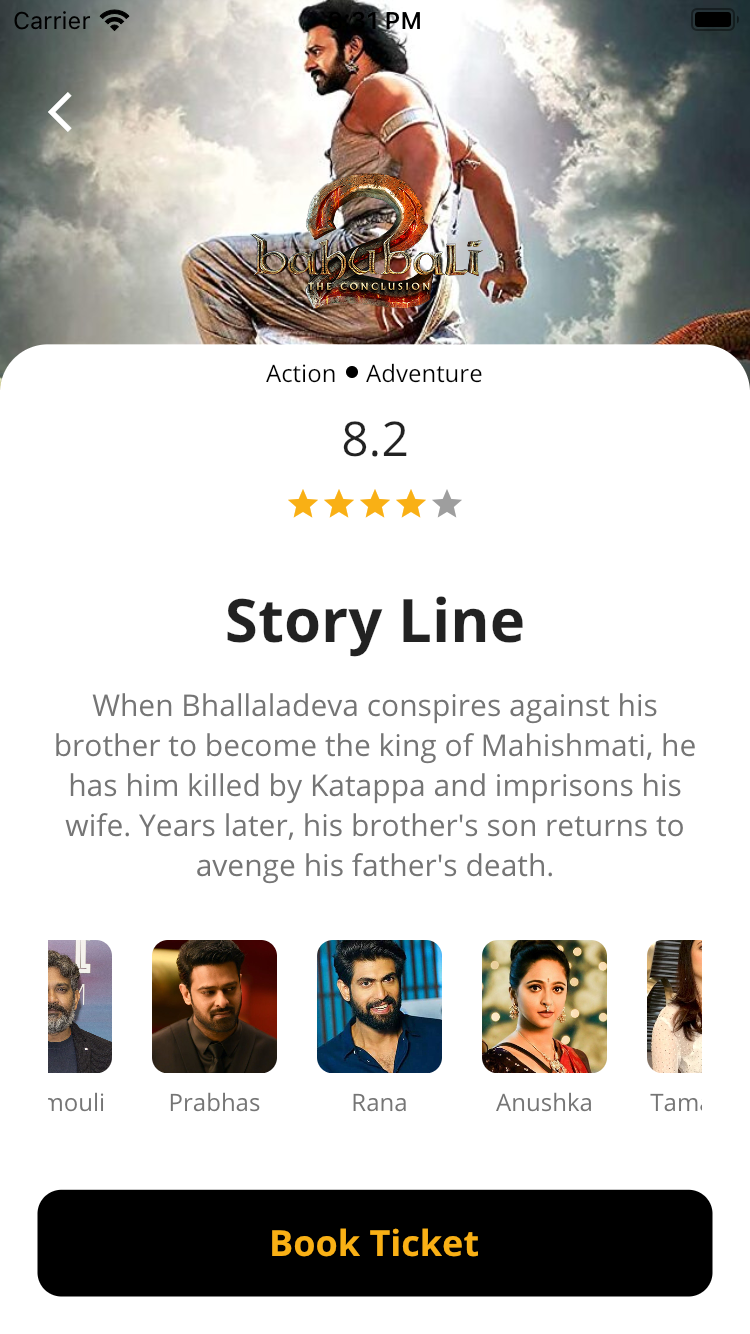 Carrier
31 PM
2
bahubali
THE CONCLUSION
Action • Adventure
8.2
Story Line
When Bhallaladeva conspires against his
brother to become the king of Mahishmati, he
has him killed by Katappa and imprisons his
wife. Years later, his brother's son returns to
avenge his father's death.
mouli Prabhas Rana Anushka Tama
Book Ticket